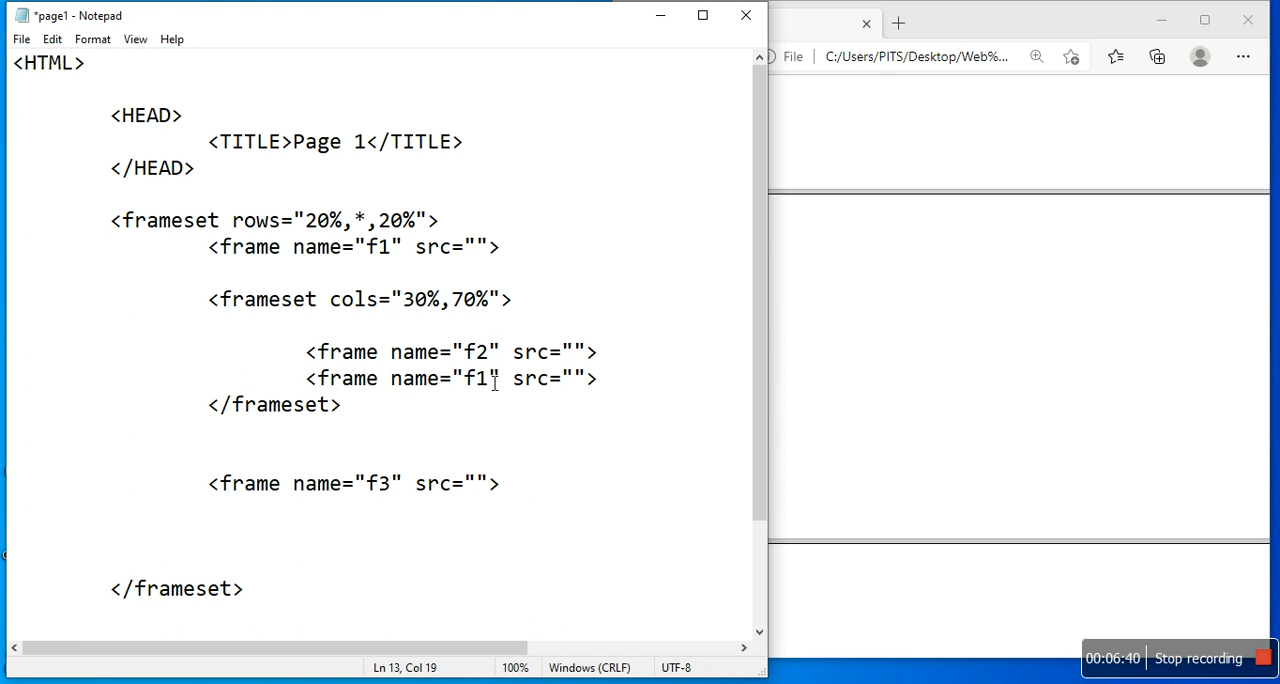 *page1 - Notepad
File Edit Format View Help
<HTML>
<HEAD>
<TITLE>Page 1</TITLE>
</HEAD>
<frameset rows="20%,*,20%">
<frame name="f1" src="">
<frameset cols="30%,70%">
<frame name="f2" src="">
<frame name="f1" src="">
</frameset>
<frame name="f3" src="">
</frameset>
Ln 13, Col 19 100% Windows (CRLF) UTF-8
File C:/Users/PITS/Desktop/Web%...
00:06:40 Stop recording